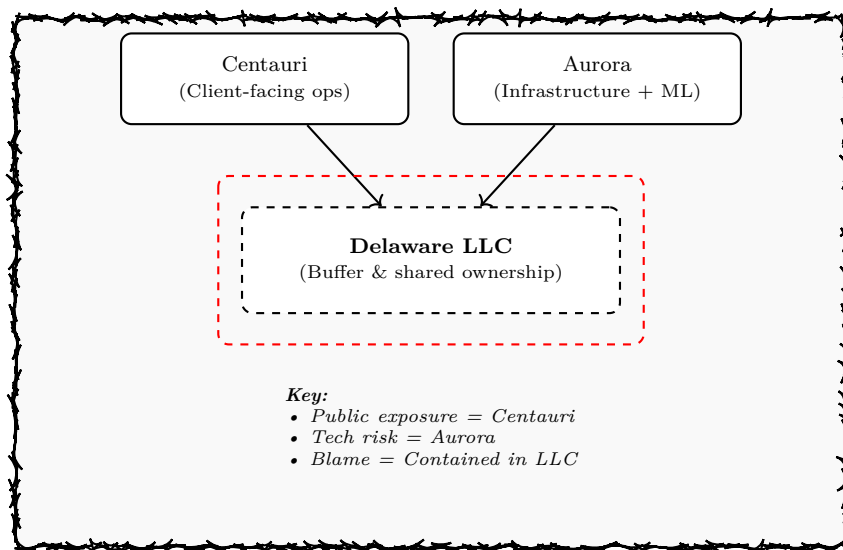 Centauri
(Client-facing ops)
Aurora
(Infrastructure + ML)
Delaware LLC
(Buffer & shared ownership)
Key:
• Public exposure = Centauri
• Tech risk = Aurora
• Blame = Contained in LLC